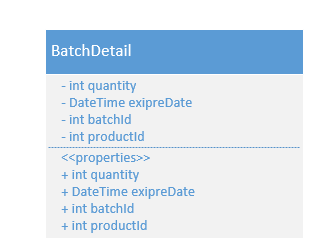 BatchDetail
- int quantity
- DateTime exipreDate
- int batchId
- int productId
<<properties>>
+ int quantity
+ DateTime exipreDate
+ int batchId
+ int productId